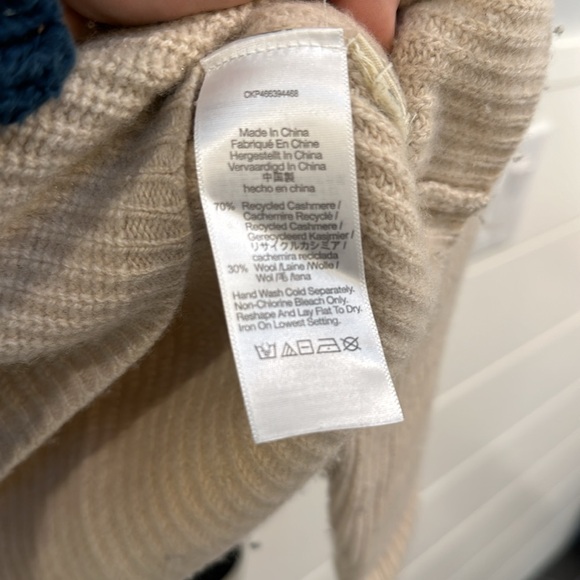 CKP466394468
Made In China
Fabriqué En Chine
Hergestellt In China
Vervaardigd In China
中国製
hecho en china
70% Recycled Cashmere /
Cachemire Recyclé /
Recycled Cashmere /
Gerecycleerd Kasjmier /
リサイクルカシミア /
cachemira reciclada
30% Wool /Laine /Wolle /
Wol /毛 /lana
Hand Wash Cold Separately.
Non-Chlorine Bleach Only.
Reshape And Lay Flat To Dry.
Iron On Lowest Setting.